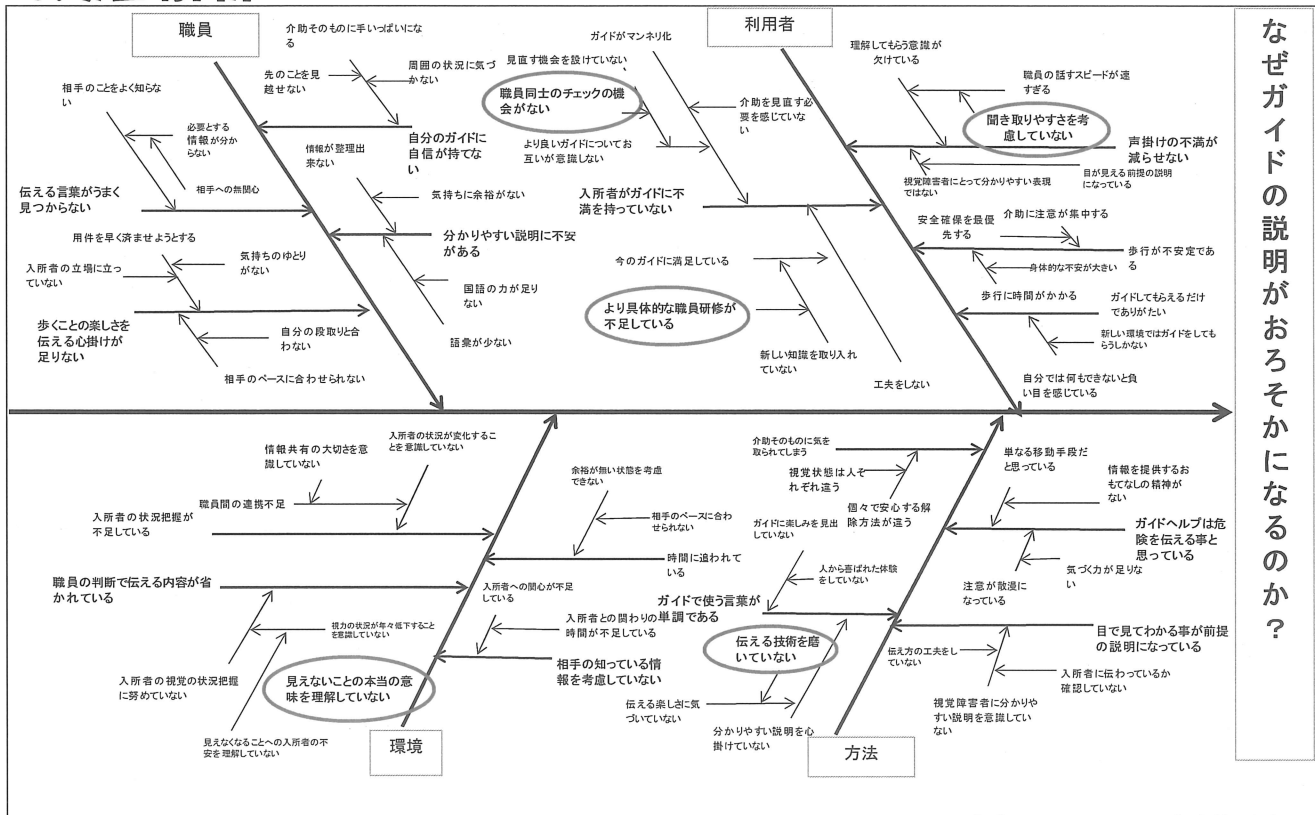 なぜガイドの説明がおろそかになるのか？
職員
介助そのものに手いっぱいにな
る
先のことを見
越せない
周囲の状況に気づ
かない
自分のガイドに
自信が持てない
相手のことをよく知らな
い
必要とする
情報が分からない
相手への無関心
伝える言葉がうまく
見つからない
情報が整理出
来ない
気持ちに余裕がない
分かりやすい説明に不安
がある
国語の力が足り
ない
語彙が少ない
用件を早く済ませようとする
気持ちのゆとり
がない
入所者の立場に立っ
ていない
歩くことの楽しさを
伝える心掛けが
足りない
自分の段取りと合
わない
相手のペースに合わせられない
利用者
ガイドがマンネリ化
見直す機会を設けていない
職員同士のチェックの機
会がない
介助を見直す必
要を感じていな
い
より良いガイドについてお
互いが意識しない
入所者がガイドに不
満を持っていない
今のガイドに満足している
より具体的な職員研修が
不足している
新しい知識を取り入れ
ていない
工夫をしない
理解してもらう意識が
欠けている
職員の話すスピードが速
すぎる
聞き取りやすさを考
慮していない
声掛けの不満が
減らせない
視覚障害者にとって分かりやすい表現
ではない
目が見える前提の説明
になっている
安全確保を最優
先する
介助に注意が集中する
歩行が不安定であ
る
身体的な不安が大きい
歩行に時間がかかる
ガイドしてもらえるだけ
でありがたい
新しい環境ではガイドをしても
らうしかない
自分では何もできないと負
い目を感じている
環境
情報共有の大切さを意
識していない
入所者の状況が変化するこ
とを意識していない
職員間の連携不足
入所者の状況把握が
不足している
余裕が無い状態を考慮
できない
相手のペースに合わ
せられない
時間に追われて
いる
職員の判断で伝える内容が省
かれている
視力の状況が年々低下すること
を意識していない
入所者の視覚の状況把握
に努めていない
見えないことの本当の意
味を理解していない
見えなくなることへの入所者の不
安を理解していない
入所者への関心が不足
している
入所者との関わりの
時間が不足している
相手の知っている情
報を考慮していない
方法
介助そのものに気を
取られてしまう
視覚状態は人そ
れぞれ違う
個々で安心する解
除方法が違う
ガイドに楽しみを見出
していない
人から喜ばれた体験
をしていない
ガイドで使う言葉が
単調である
伝える技術を磨
いていない
伝える楽しさに気
づいていない
分かりやすい説明を心
掛けていない
単なる移動手段だ
と思っている
情報を提供するお
もてなしの精神が
ない
ガイドヘルプは危
険を伝える事と
思っている
気づく力が足りな
い
注意が散漫に
なっている
目で見てわかる事が前提
の説明になっている
伝え方の工夫をし
ていない
入所者に伝わっているか
確認していない
視覚障害者に分かりや
すい説明を意識してい
ない